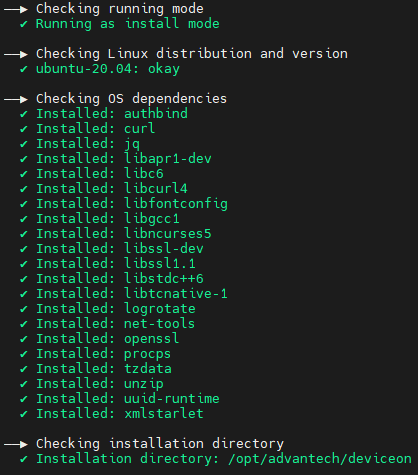 ──► Checking running mode
✔ Running as install mode
──► Checking Linux distribution and version
✔ ubuntu-20.04: okay
──► Checking OS dependencies
✔ Installed: authbind
✔ Installed: curl
✔ Installed: jq
✔ Installed: libapr1-dev
✔ Installed: libc6
✔ Installed: libcurl4
✔ Installed: libfontconfig
✔ Installed: libgcc1
✔ Installed: libncurses5
✔ Installed: libssl-dev
✔ Installed: libssl1.1
✔ Installed: libstdc++6
✔ Installed: libtcnative-1
✔ Installed: logrotate
✔ Installed: net-tools
✔ Installed: openssl
✔ Installed: procps
✔ Installed: tzdata
✔ Installed: unzip
✔ Installed: uuid-runtime
✔ Installed: xmlstarlet
──► Checking installation directory
✔ Installation directory: /opt/advantech/deviceon